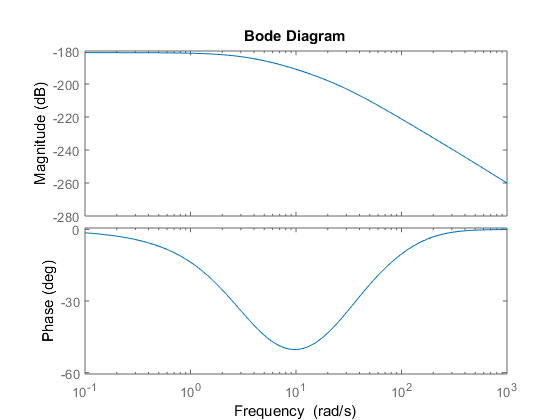 Bode Diagram
Magnitude (dB)
-180
-200
-220
-240
-260
-280
Phase (deg)
0
-30
-60
10^-1 10^0 10^1 10^2 10^3
Frequency (rad/s)